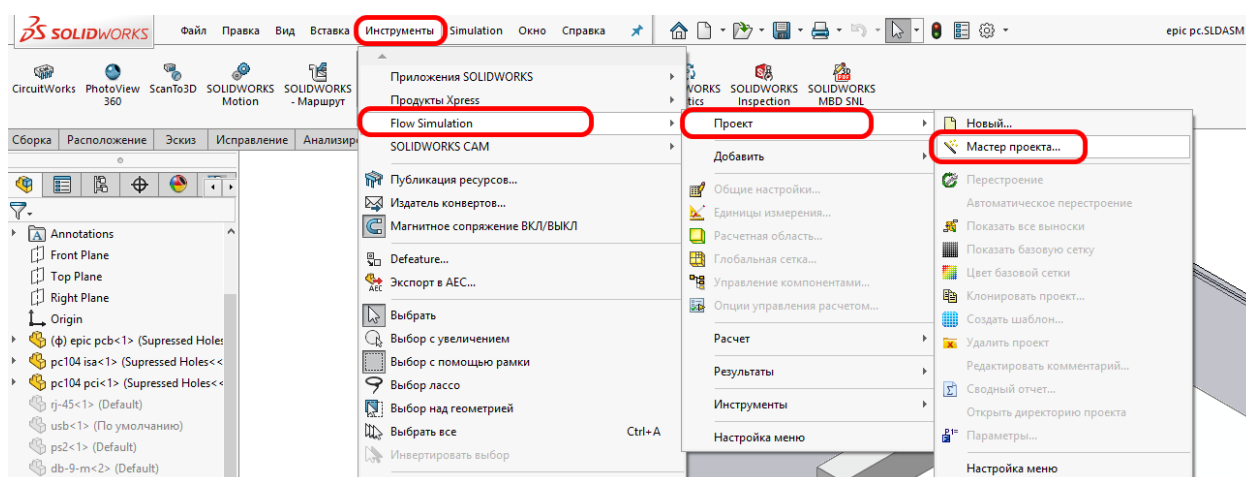 SOLIDWORKS
Файл Правка Вид Вставка Инструменты Simulation Окно Справка
epic pc.SLDASM
CircuitWorks
PhotoView 360
ScanTo3D
SOLIDWORKS Motion
SOLIDWORKS - Маршрут
SOLIDWORKS Inspection
SOLIDWORKS MBD SNL
Сборка Расположение Эскиз Исправление
Annotations
Front Plane
Top Plane
Right Plane
Origin
(ф) epic pcb<1> (Supressed Holes
pc104 isa<1> (Supressed Holes<<
pc104 pci<1> (Supressed Holes<<
rj-45<1> (Default)
usb<1> (По умолчанию)
ps2<1> (Default)
db-9-m<2> (Default)
Приложения SOLIDWORKS
Продукты Xpress
Flow Simulation
SOLIDWORKS CAM
Публикация ресурсов...
Издатель конвертов...
Магнитное сопряжение ВКЛ/ВЫКЛ
Defeature...
Экспорт в AEC...
Выбрать
Выбор с увеличением
Выбор с помощью рамки
Выбор лассо
Выбор над геометрией
Выбрать все Ctrl+A
Инвертировать выбор
Проект
Добавить
Общие настройки...
Единицы измерения...
Расчетная область...
Глобальная сетка...
Управление компонентами...
Опции управления расчетом...
Расчет
Результаты
Инструменты
Настройка меню
Новый...
Мастер проекта...
Перестроение
Автоматическое перестроение
Показать все выноски
Показать базовую сетку
Цвет базовой сетки
Клонировать проект...
Создать шаблон...
Удалить проект
Редактировать комментарий...
Сводный отчет...
Открыть директорию проекта
Параметры...
Настройка меню